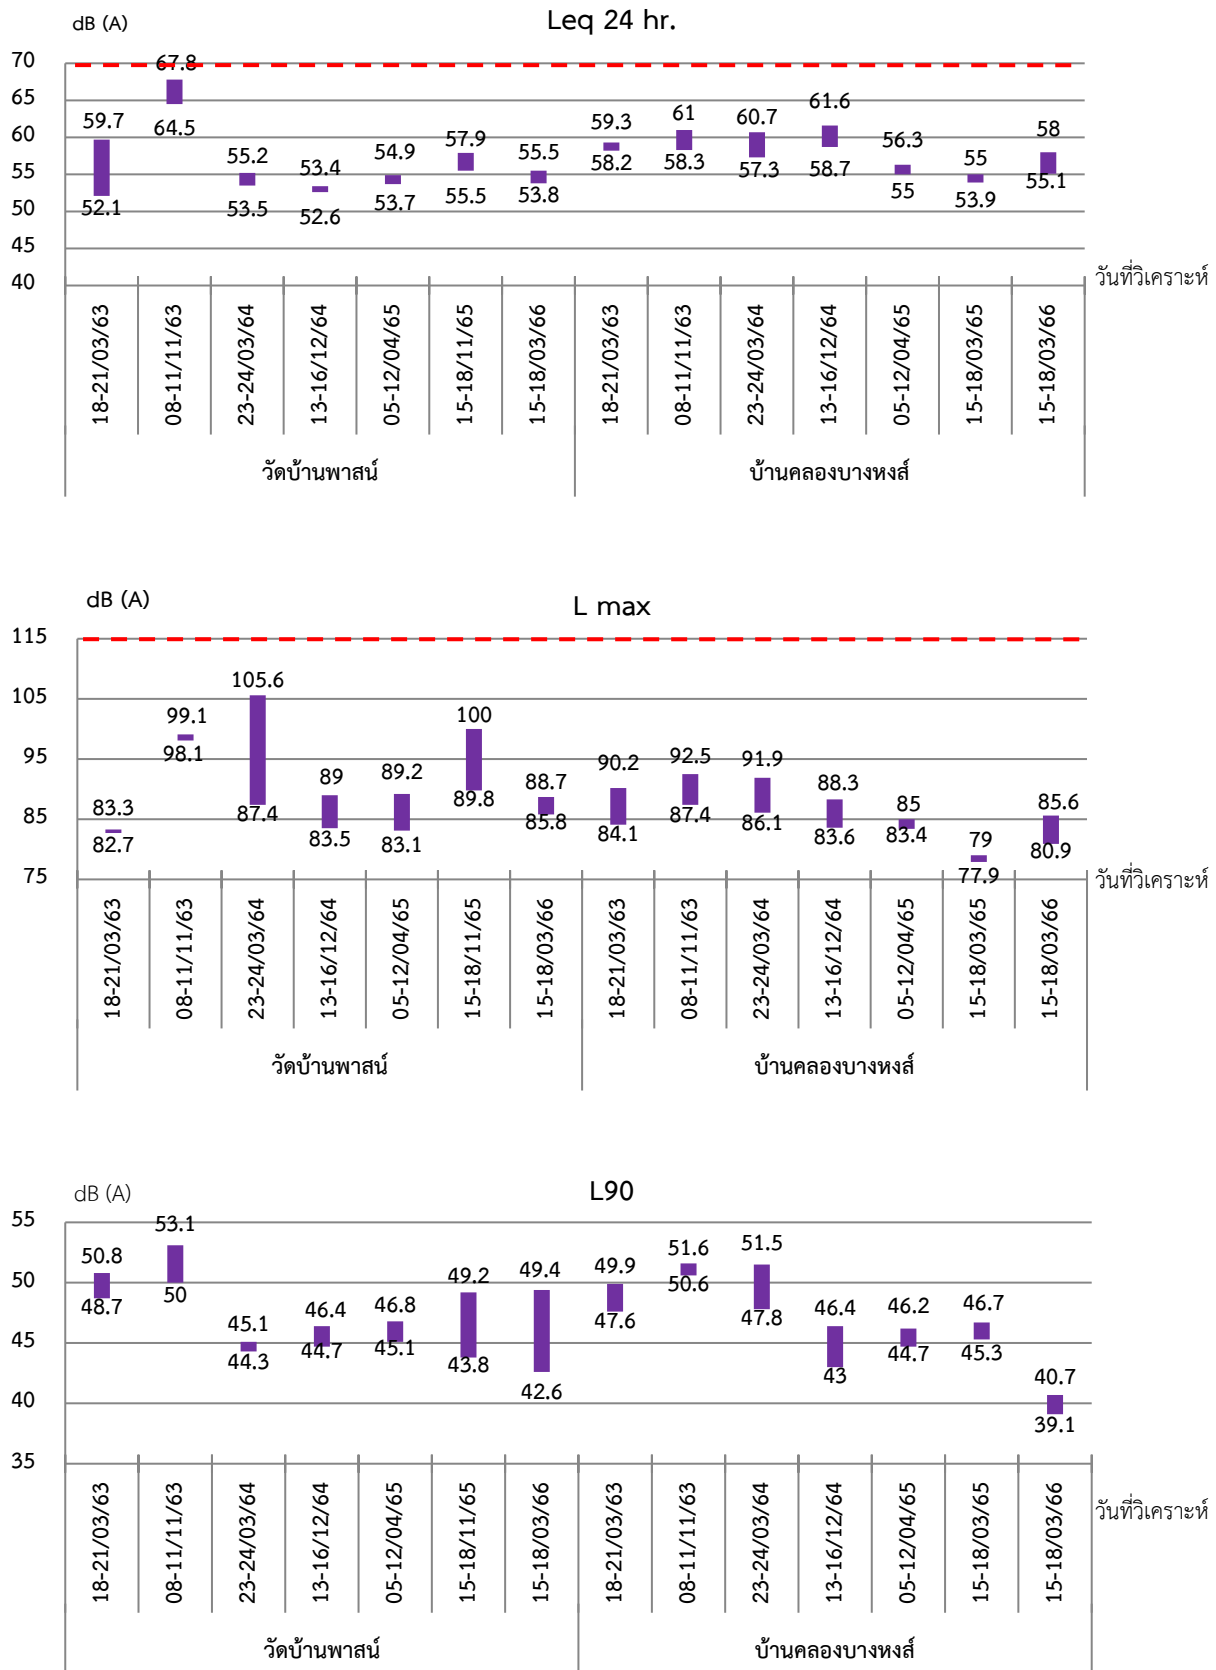 dB (A)
Leq 24 hr.
70
65
60
55
50
45
40
59.7 67.8 55.2 53.4 54.9 57.9 55.5 59.3 61 60.7 61.6 56.3 55 58
52.1 64.5 53.5 52.6 53.7 55.5 53.8 58.2 58.3 57.3 58.7 55 53.9 55.1
วันที่วิเคราะห์
18-21/03/63 08-11/11/63 23-24/03/64 13-16/12/64 05-12/04/65 15-18/11/65 15-18/03/66 18-21/03/63 08-11/11/63 23-24/03/64 13-16/12/64 05-12/04/65 15-18/03/65 15-18/03/66
วัดบ้านพาสน์ บ้านคลองบางหงส์
dB (A)
L max
115
105
95
85
75
83.3 99.1 105.6 89 89.2 100 88.7 90.2 92.5 91.9 88.3 85 79 85.6
82.7 98.1 87.4 83.5 83.1 89.8 85.8 84.1 87.4 86.1 83.6 83.4 77.9 80.9
วันที่วิเคราะห์
18-21/03/63 08-11/11/63 23-24/03/64 13-16/12/64 05-12/04/65 15-18/11/65 15-18/03/66 18-21/03/63 08-11/11/63 23-24/03/64 13-16/12/64 05-12/04/65 15-18/03/65 15-18/03/66
วัดบ้านพาสน์ บ้านคลองบางหงส์
dB (A)
L90
55
50
45
40
35
50.8 53.1 45.1 46.4 46.8 49.2 49.4 49.9 51.6 51.5 46.4 46.2 46.7 40.7
48.7 50 44.3 44.7 45.1 43.8 42.6 47.6 50.6 47.8 43 44.7 45.3 39.1
วันที่วิเคราะห์
18-21/03/63 08-11/11/63 23-24/03/64 13-16/12/64 05-12/04/65 15-18/11/65 15-18/03/66 18-21/03/63 08-11/11/63 23-24/03/64 13-16/12/64 05-12/04/65 15-18/03/65 15-18/03/66
วัดบ้านพาสน์ บ้านคลองบางหงส์